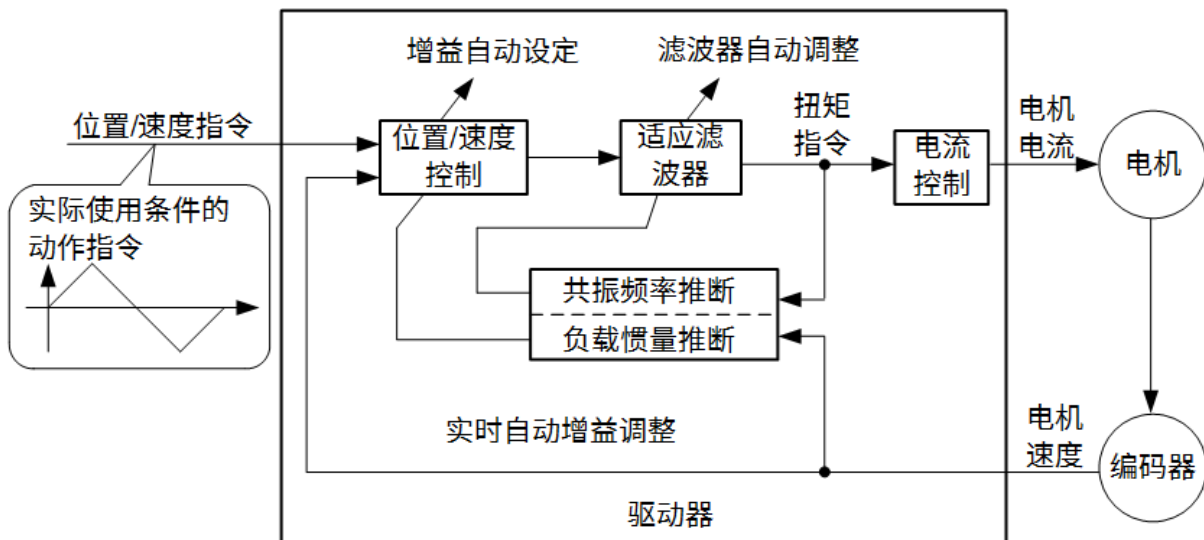 增益自动设定
滤波器自动调整
位置/速度指令
位置/速度
控制
适应滤
波器
扭矩
指令
电流
控制
电机
电流
电机
实际使用条件的
动作指令
共振频率推断
负载惯量推断
实时自动增益调整
电机
速度
编码器
驱动器